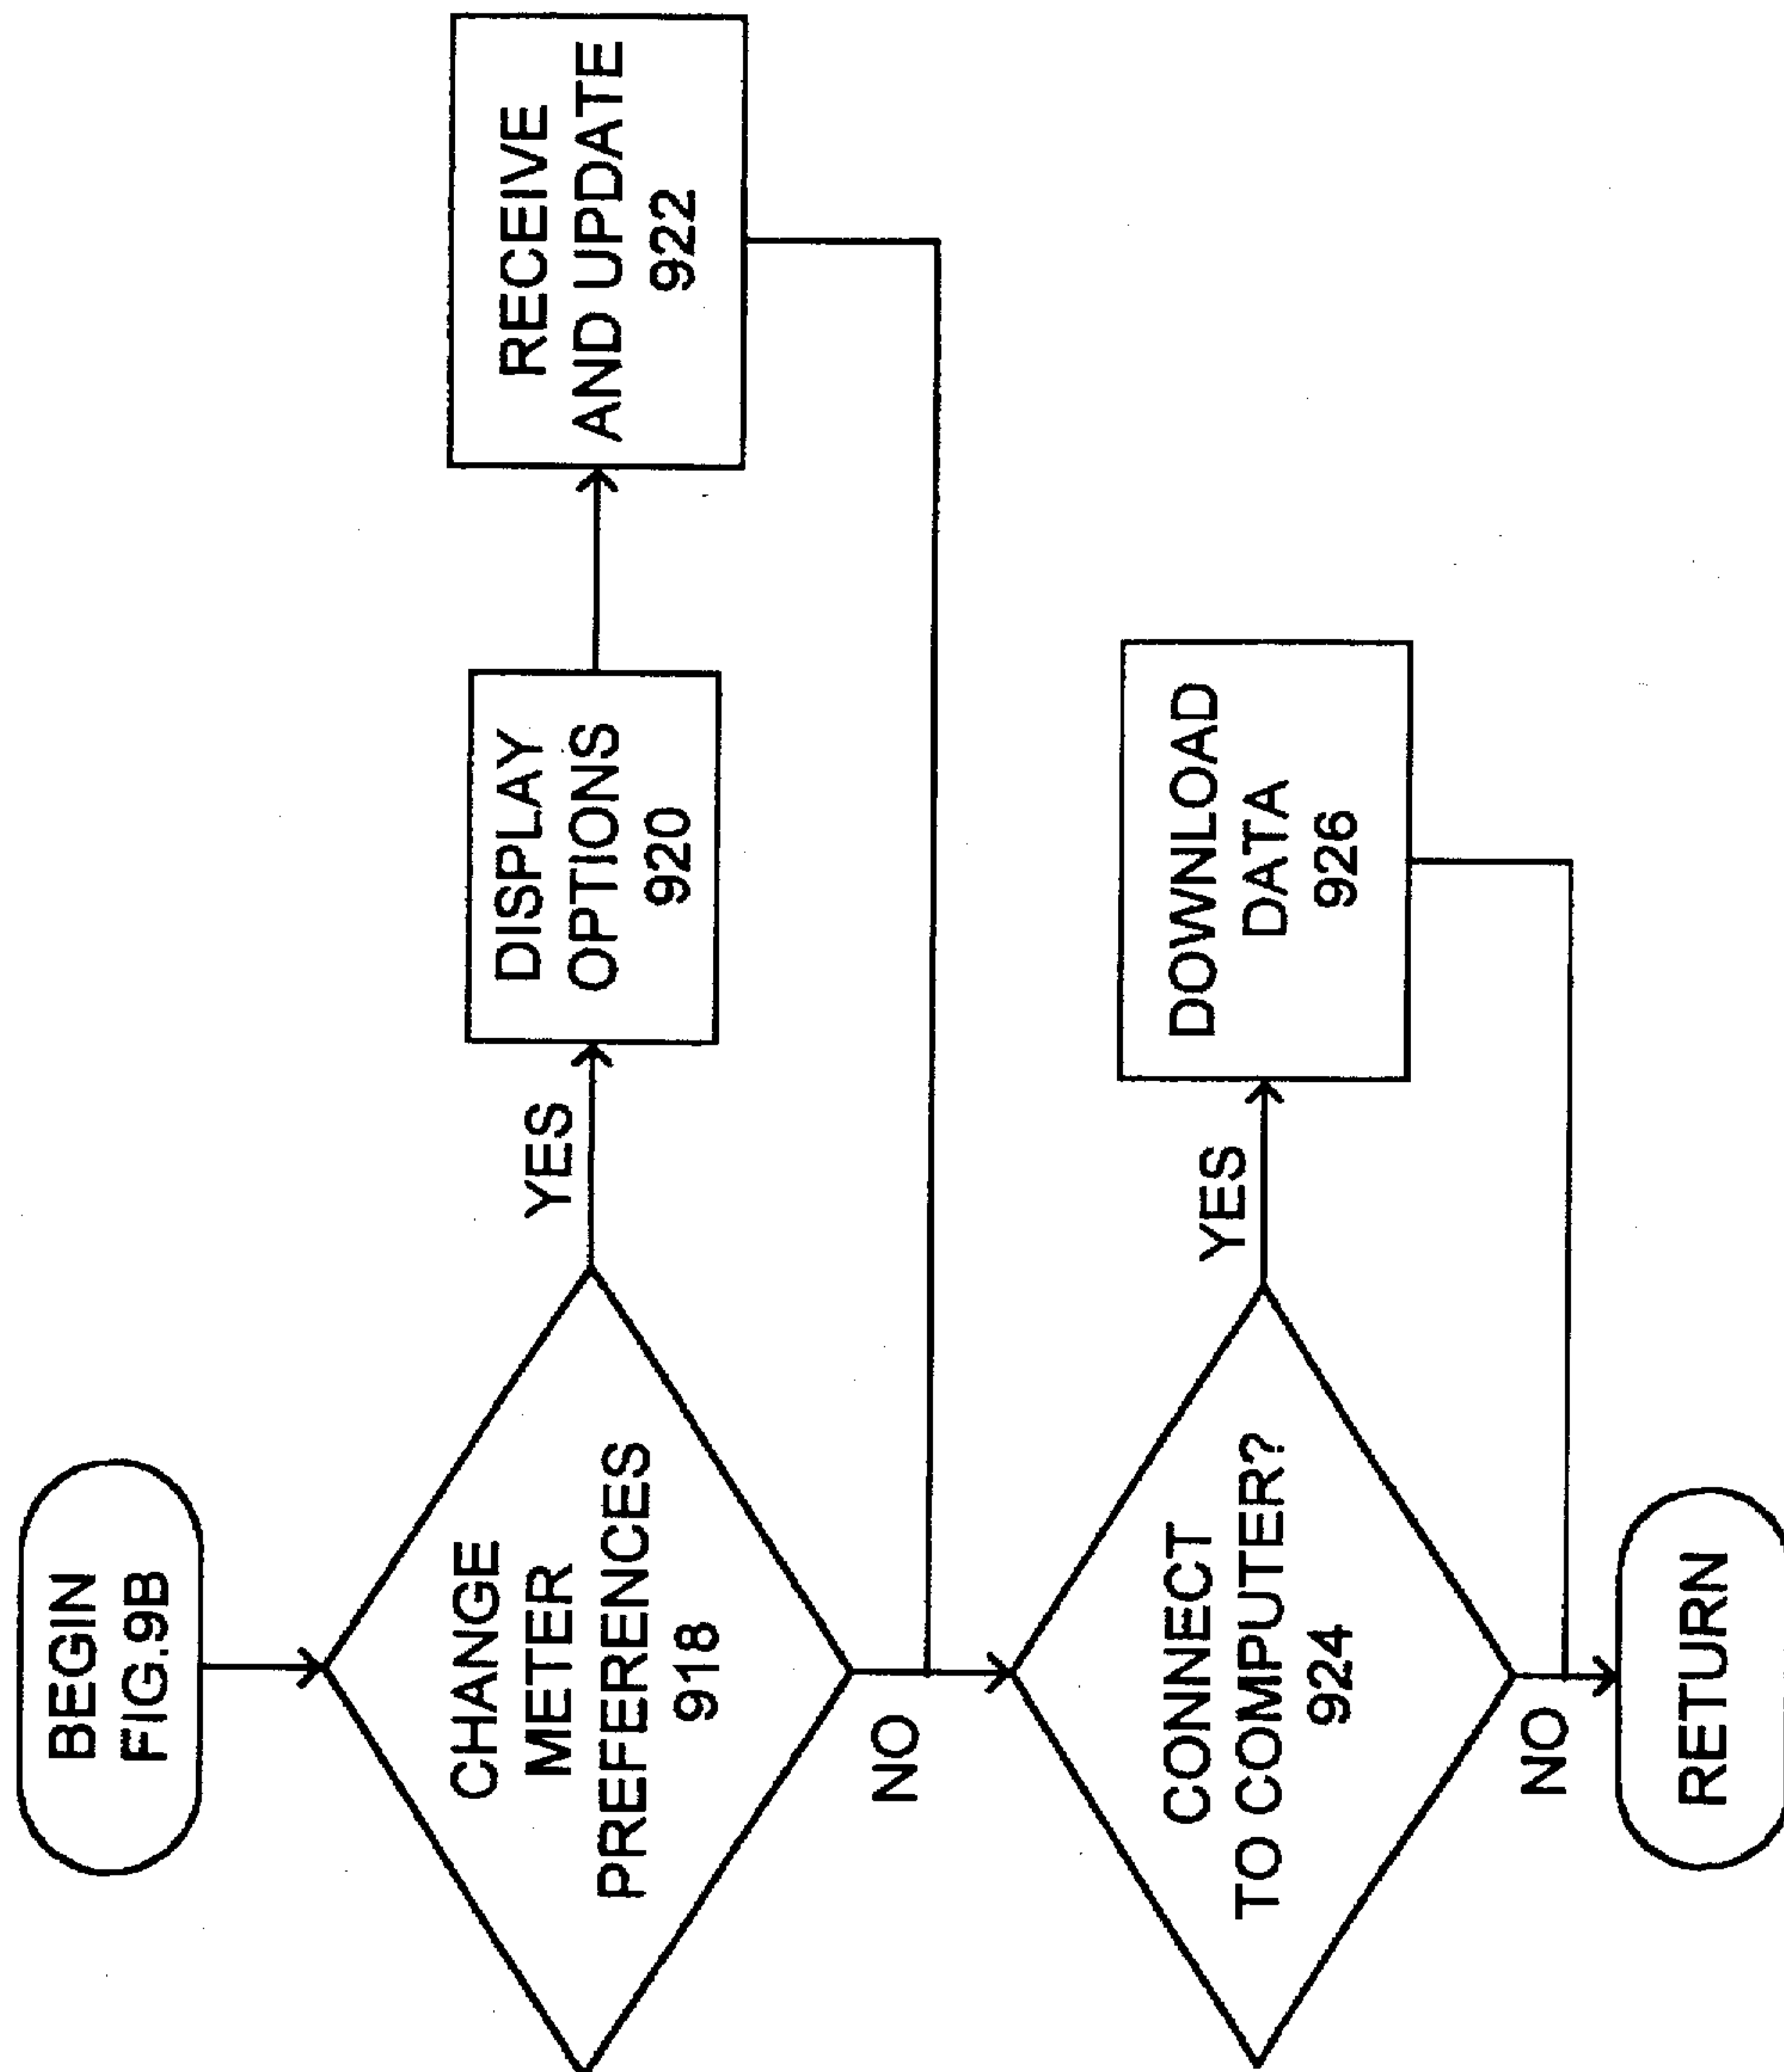 BEGIN
FIG.9B
CHANGE
METER
PREFERENCES
918
YES
DISPLAY
OPTIONS
920
RECEIVE
AND UPDATE
922
NO
CONNECT
TO COMPUTER?
924
YES
DOWNLOAD
DATA
926
NO
RETURN